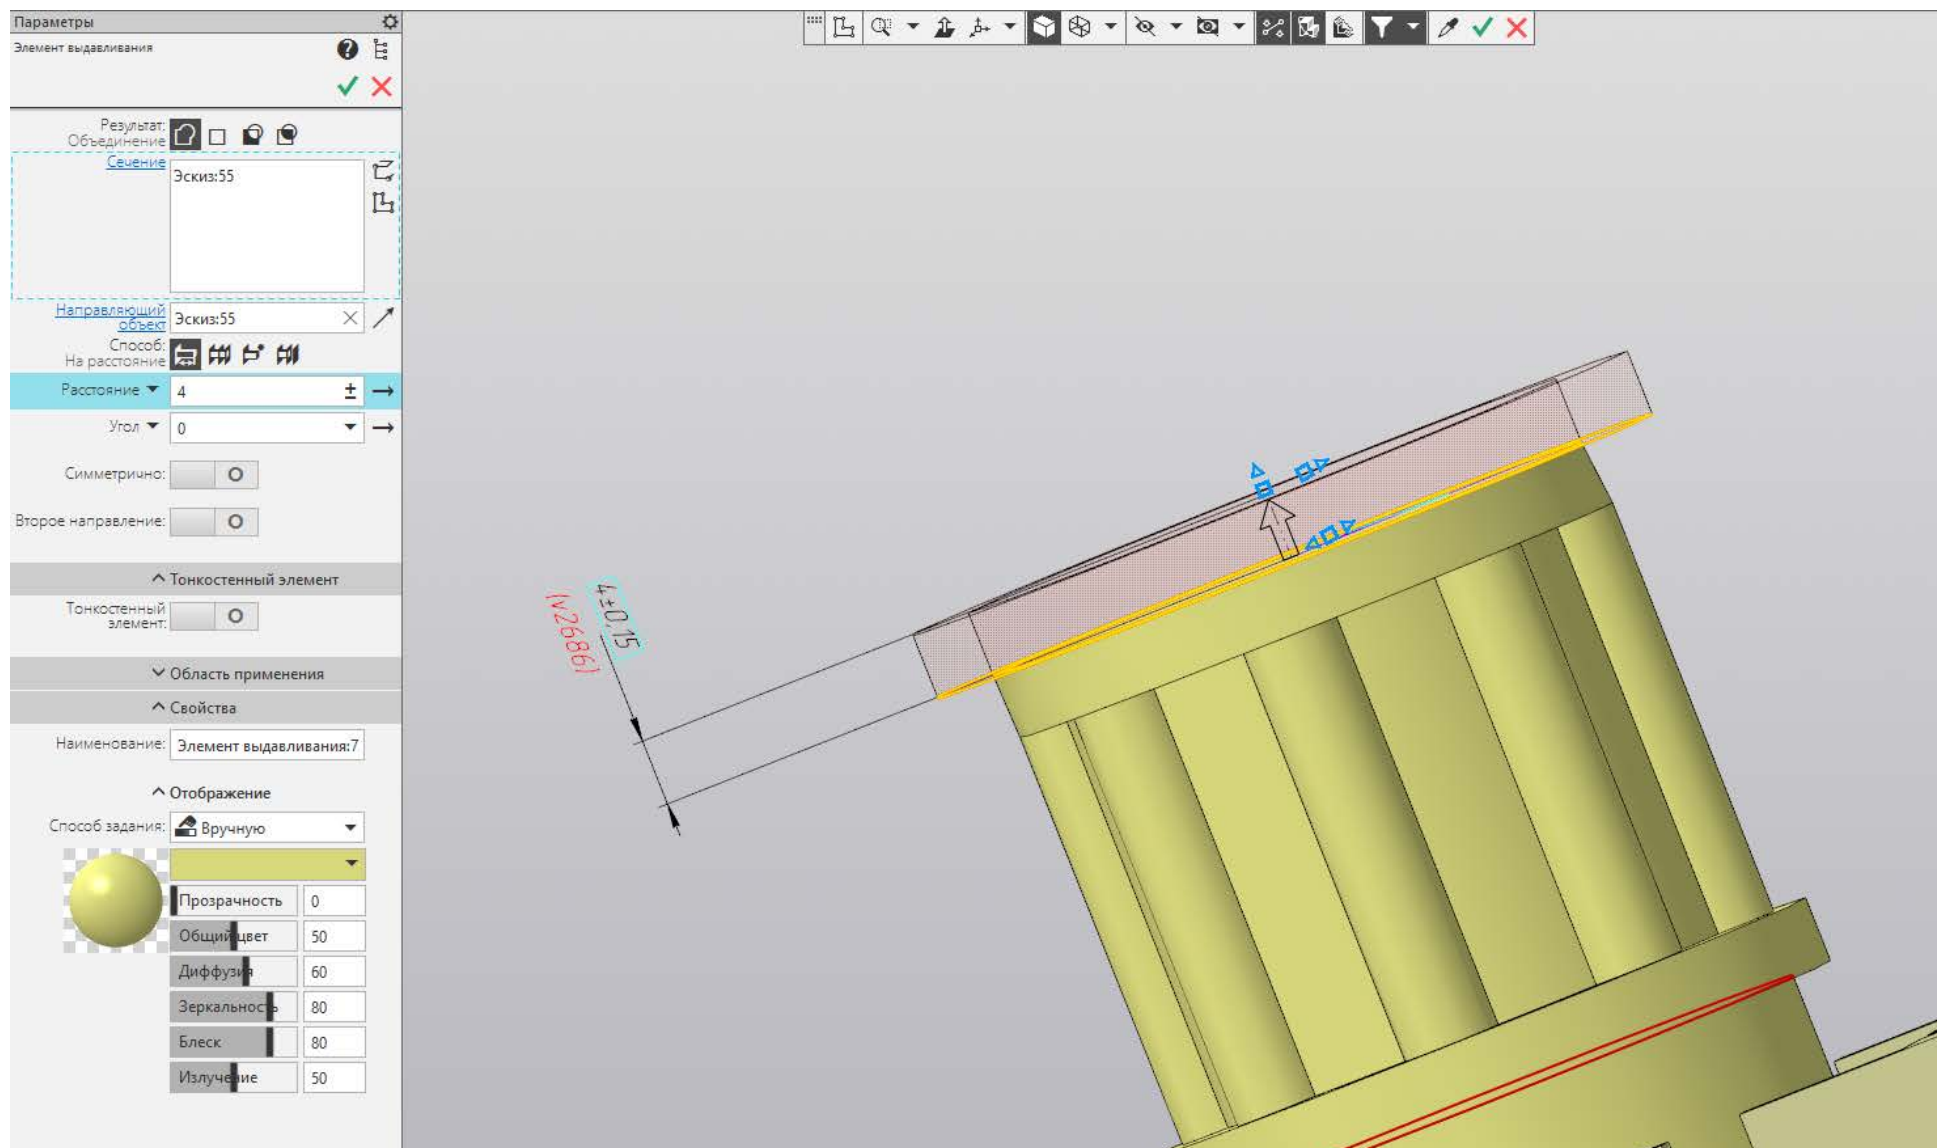 Параметры
Элемент выдавливания
Результат:
Объединение
Сечение
Эскиз:55
Направляющий
объект
Эскиз:55
Способ:
На расстояние
Расстояние
4
Угол
0
Симметрично:
Второе направление:
Тонкостенный элемент
Тонкостенный
элемент:
Область применения
Свойства
Наименование:
Элемент выдавливания:7
Отображение
Способ задания:
Вручную
Прозрачность
0
Общий цвет
50
Диффузия
60
Зеркальность
80
Блеск
80
Излучение
50
4±0,15
(v2686)